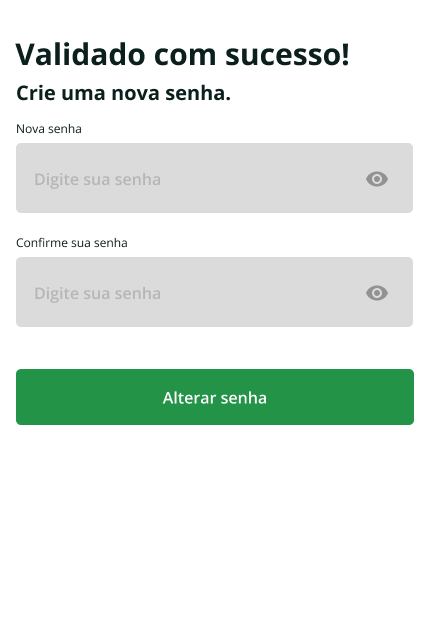 Validado com sucesso!
Crie uma nova senha.
Nova senha
Digite sua senha
Confirme sua senha
Digite sua senha
Alterar senha